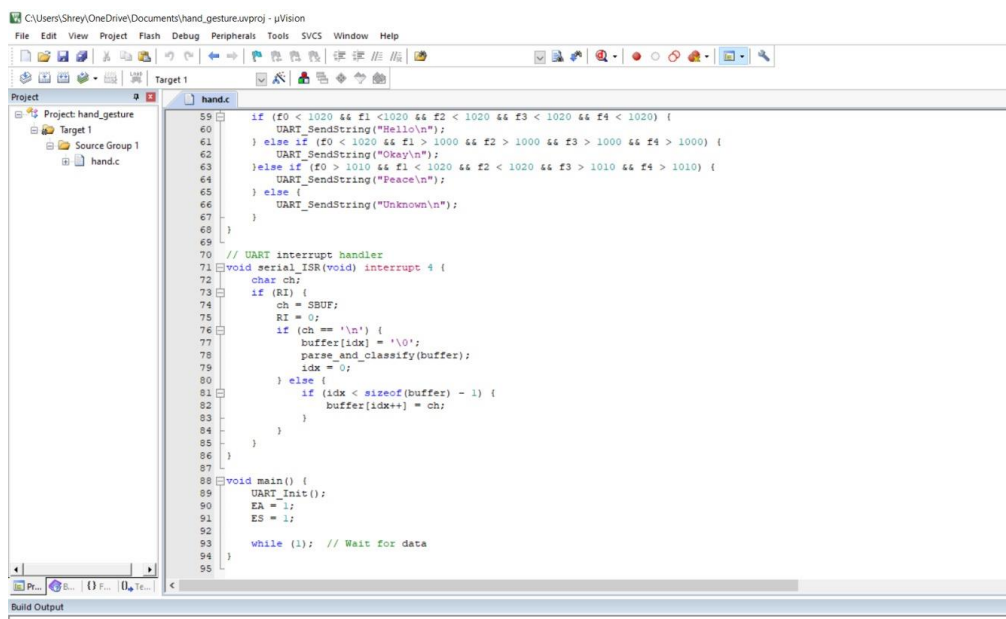 C:\Users\Shrey\OneDrive\Documents\hand_gesture.uvproj - µVision
File Edit View Project Flash Debug Peripherals Tools SVCS Window Help
Target 1
Project
hand.c
Project: hand_gesture
Target 1
Source Group 1
hand.c
59 if (f0 < 1020 && f1 <1020 && f2 < 1020 && f3 < 1020 && f4 < 1020) {
60 UART_SendString("Hello\n");
61 } else if (f0 < 1020 && f1 > 1000 && f2 > 1000 && f3 > 1000 && f4 > 1000) {
62 UART_SendString("Okay\n");
63 }else if (f0 > 1010 && f1 < 1020 && f2 < 1020 && f3 > 1010 && f4 > 1010) {
64 UART_SendString("Peace\n");
65 } else {
66 UART_SendString("Unknown\n");
67 }
68 }
69
70 // UART interrupt handler
71 void serial_ISR(void) interrupt 4 {
72 char ch;
73 if (RI) {
74 ch = SBUF;
75 RI = 0;
76 if (ch == '\n') {
77 buffer[idx] = '\0';
78 parse_and_classify(buffer);
79 idx = 0;
80 } else {
81 if (idx < sizeof(buffer) - 1) {
82 buffer[idx++] = ch;
83 }
84 }
85 }
86 }
87
88 void main() {
89 UART_Init();
90 EA = 1;
91 ES = 1;
92
93 while (1); // Wait for data
94 }
95
Pr... B... {} F... Te...
Build Output